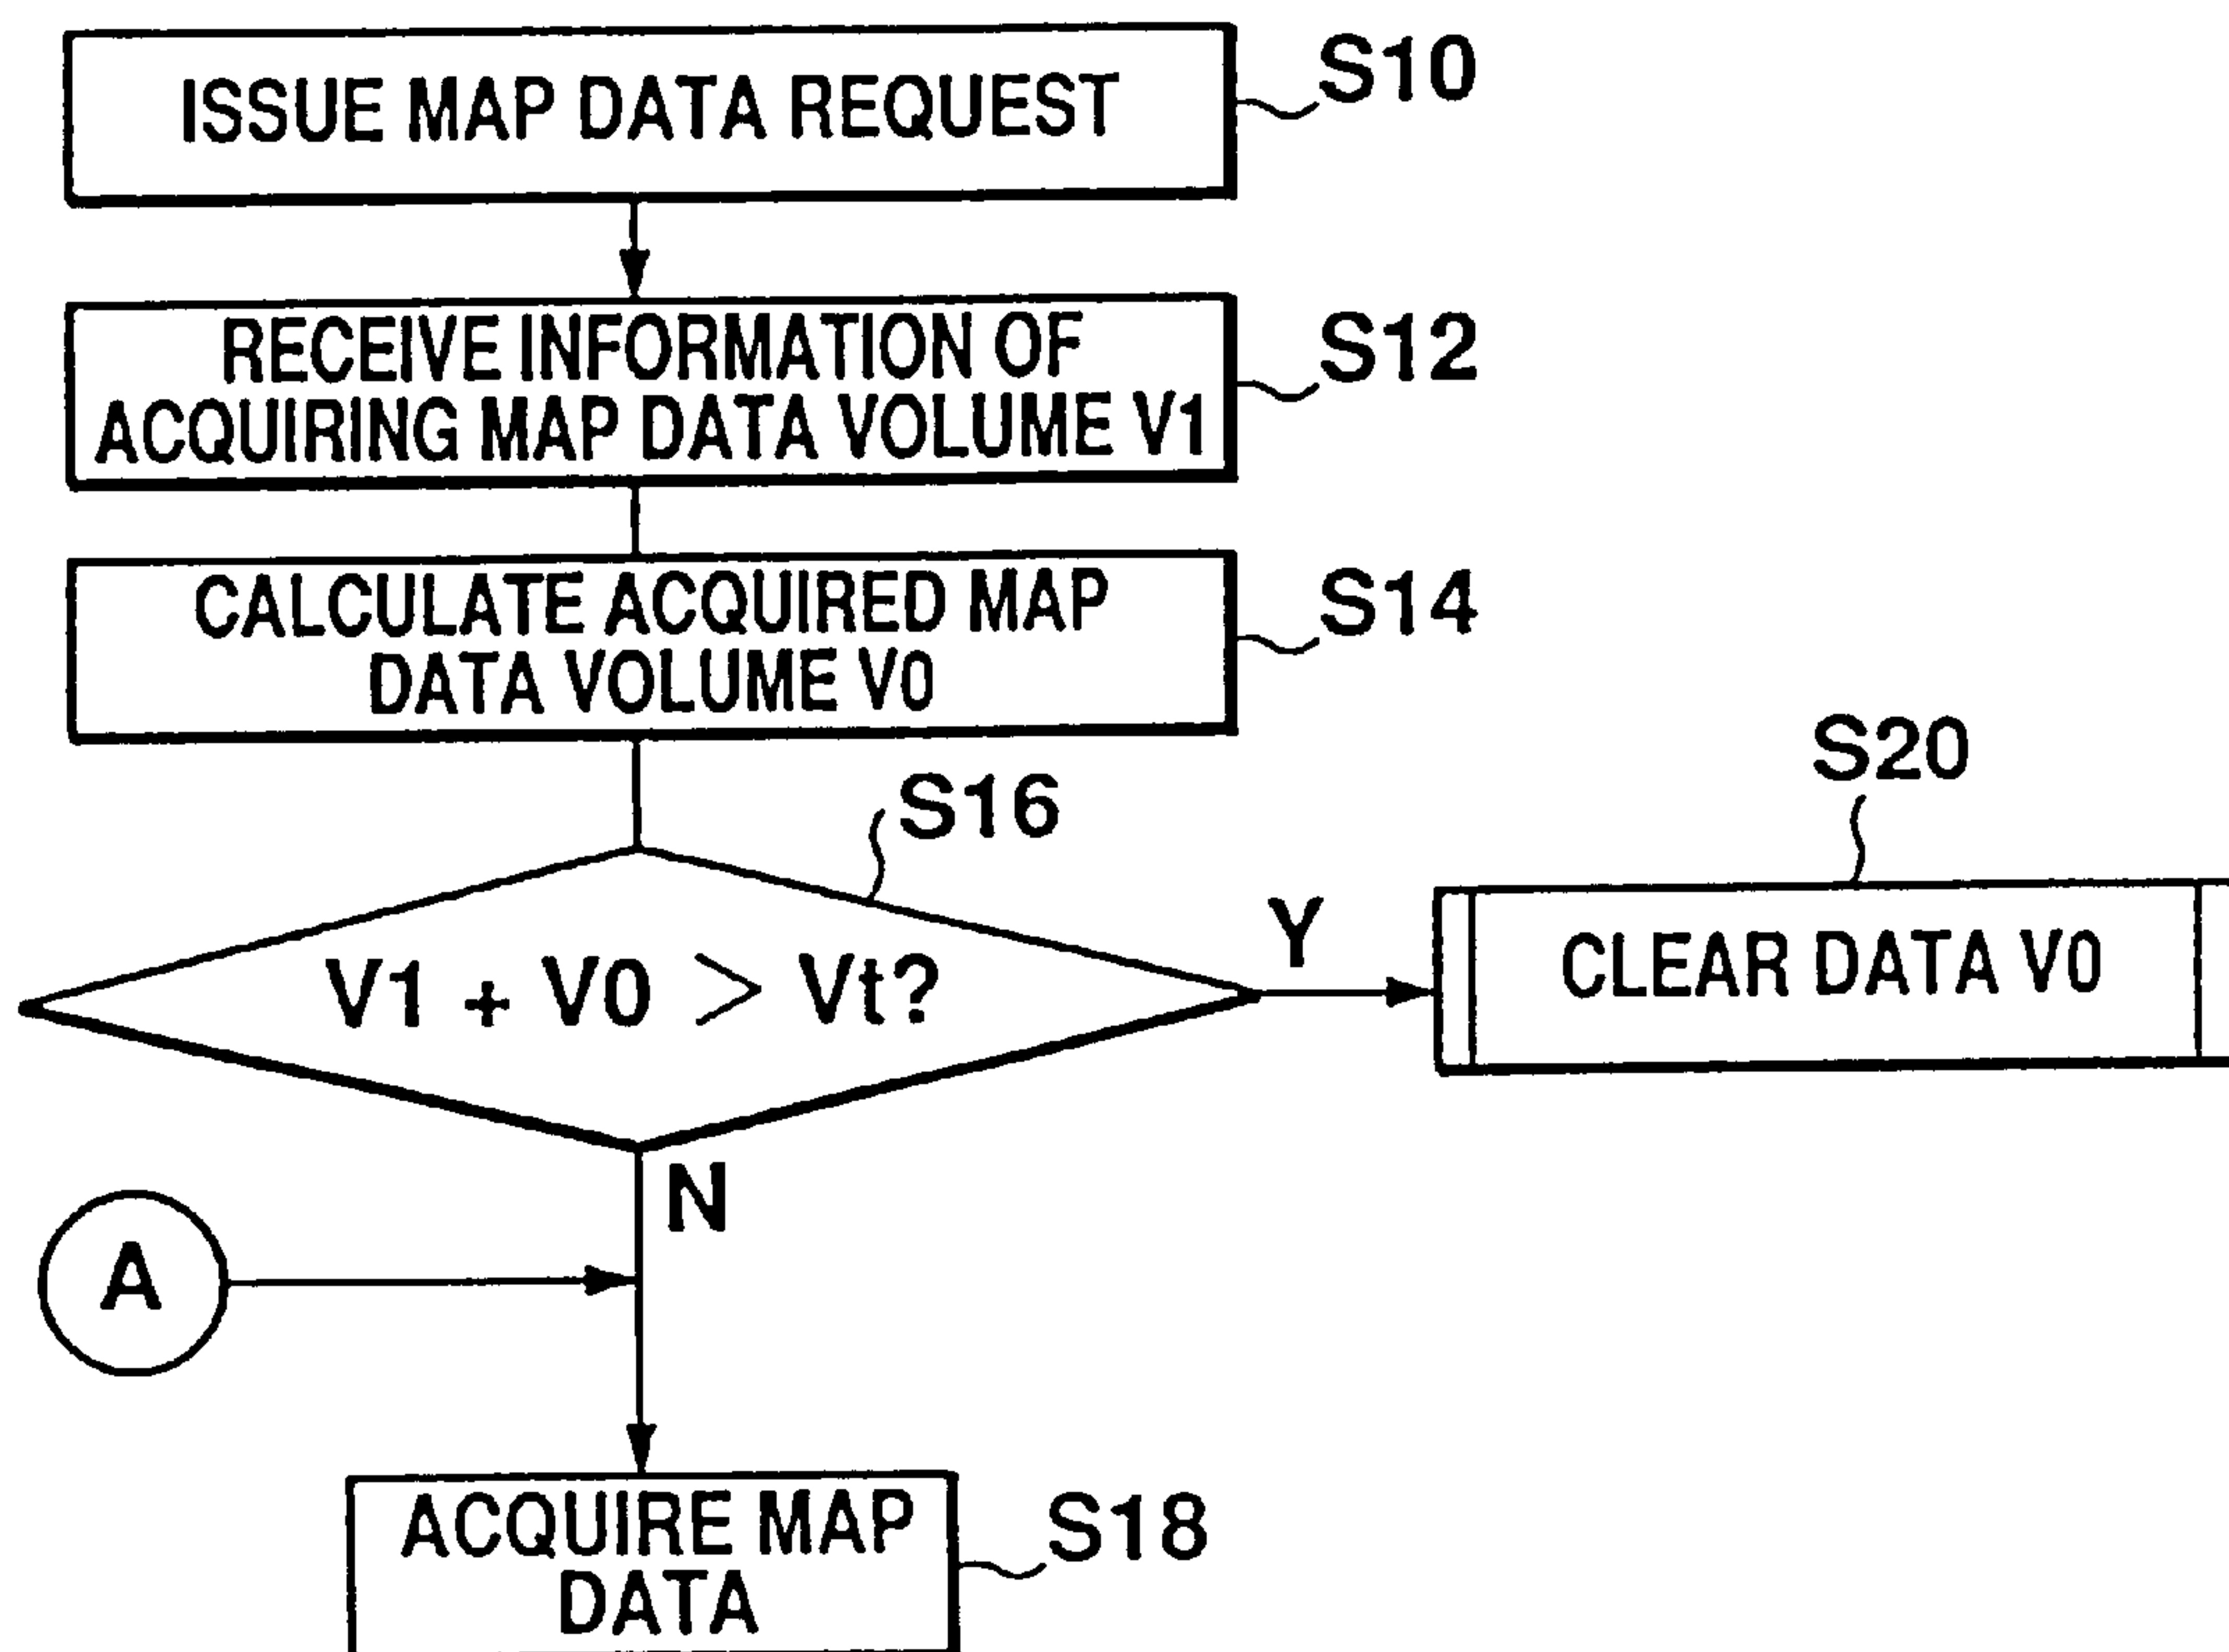 ISSUE MAP DATA REQUEST
S10
RECEIVE INFORMATION OF
ACQUIRING MAP DATA VOLUME V1
S12
CALCULATE ACQUIRED MAP
DATA VOLUME V0
S14
S16
V1 + V0 > Vt?
Y
S20
CLEAR DATA V0
N
A
ACQUIRE MAP
DATA
S18